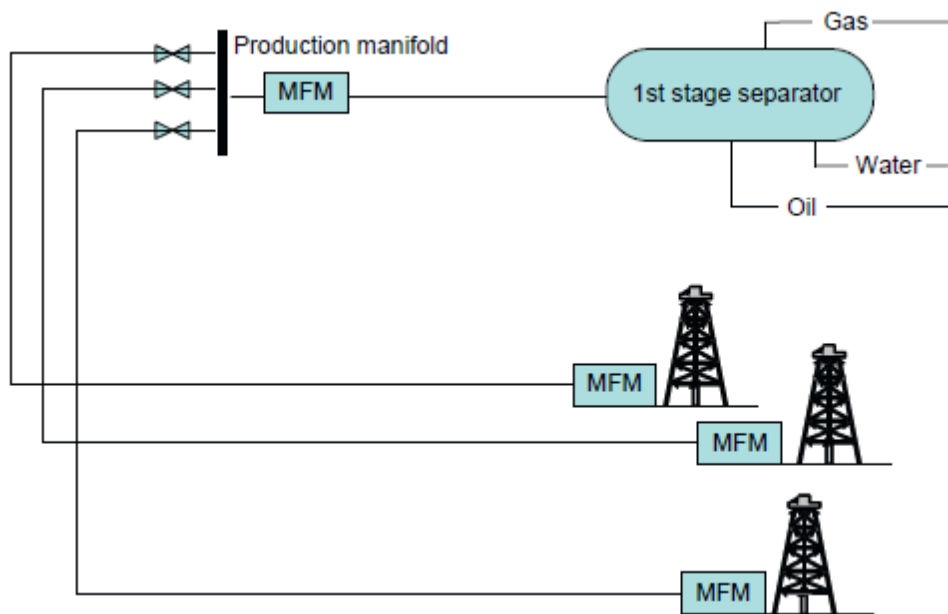 Gas
Production manifold
MFM
1st stage separator
Water
Oil
MFM
MFM
MFM